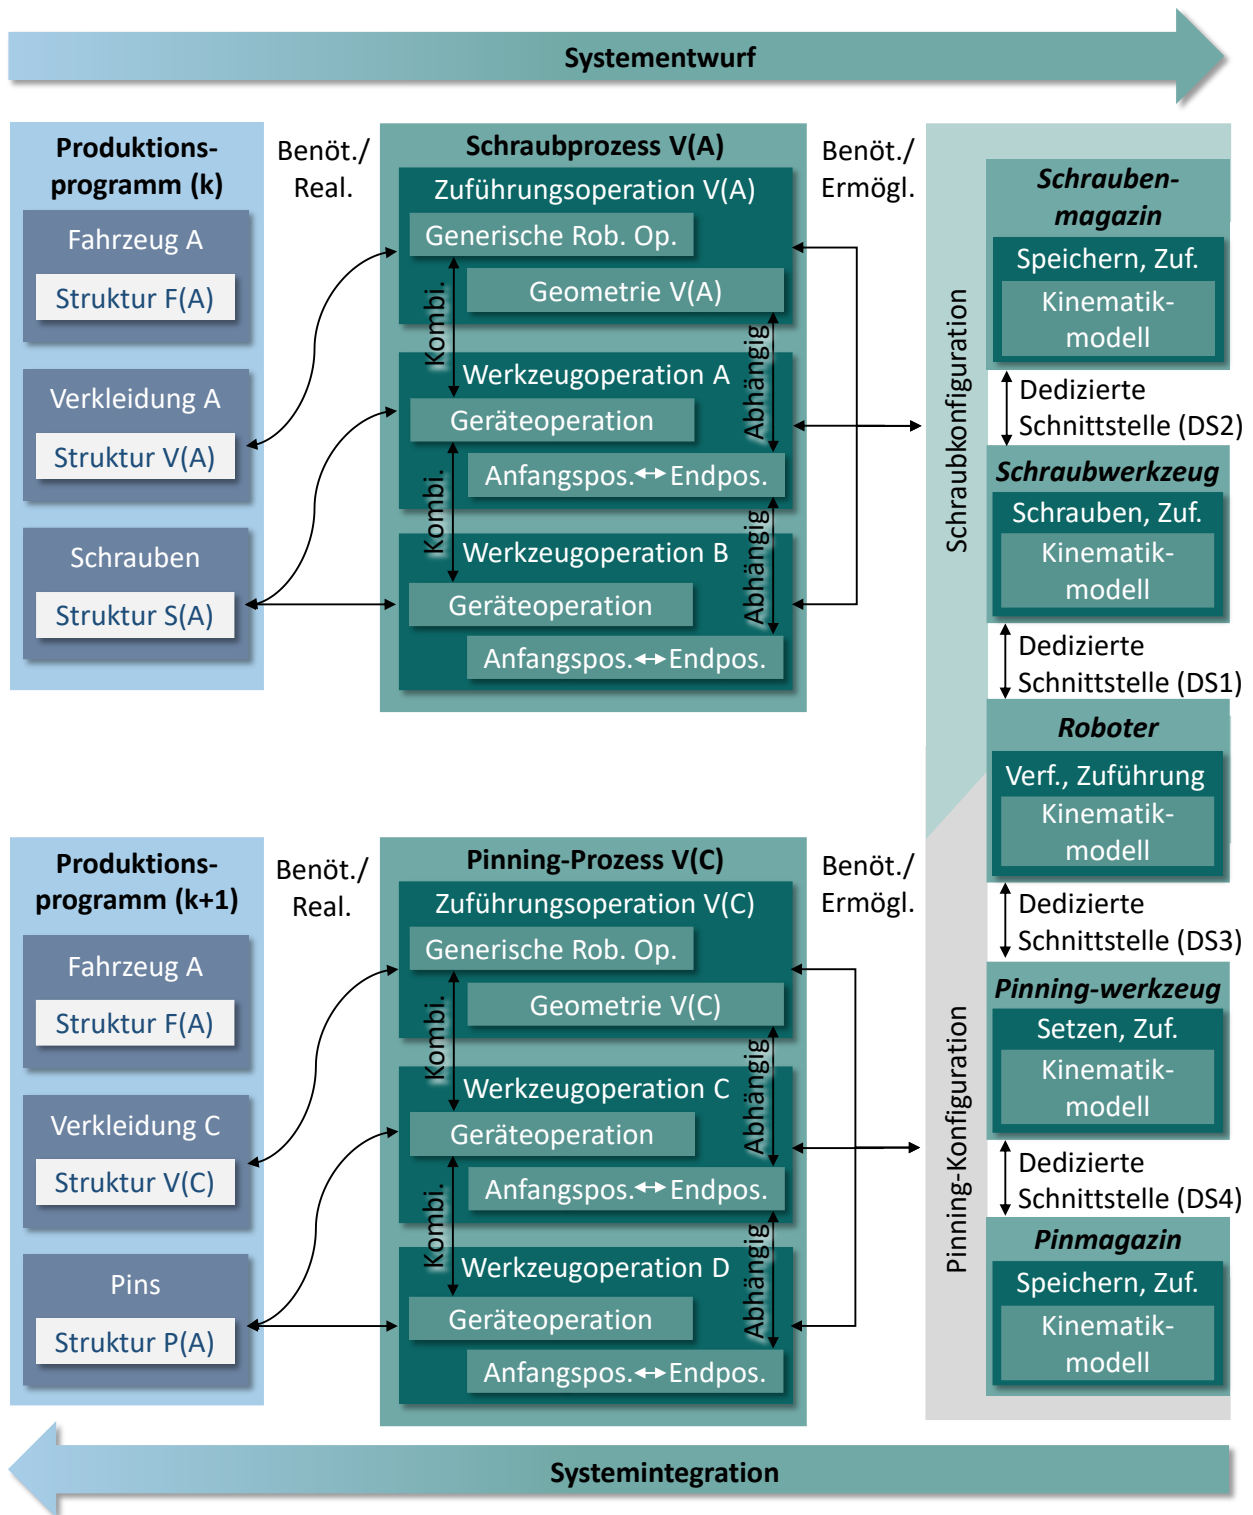 Systementwurf
Produktions-
programm (k)
Fahrzeug A
Struktur F(A)
Verkleidung A
Struktur V(A)
Schrauben
Struktur S(A)
Benöt./
Real.
Schraubprozess V(A)
Zuführungsoperation V(A)
Generische Rob. Op.
Geometrie V(A)
Kombi.
Werkzeugoperation A
Geräteoperation
Abhängig
Anfangspos.
Endpos.
Kombi.
Werkzeugoperation B
Geräteoperation
Abhängig
Anfangspos.
Endpos.
Benöt./
Ermögl.
Schraubkonfiguration
Schrauben-
magazin
Speichern, Zuf.
Kinematik-
modell
Dedizierte
Schnittstelle (DS2)
Schraubwerkzeug
Schrauben, Zuf.
Kinematik-
modell
Dedizierte
Schnittstelle (DS1)
Roboter
Verf., Zuführung
Kinematik-
modell
Produktions-
programm (k+1)
Fahrzeug A
Struktur F(A)
Verkleidung C
Struktur V(C)
Pins
Struktur P(A)
Benöt./
Real.
Pinning-Prozess V(C)
Zuführungsoperation V(C)
Generische Rob. Op.
Geometrie V(C)
Kombi.
Werkzeugoperation C
Geräteoperation
Abhängig
Anfangspos.
Endpos.
Kombi.
Werkzeugoperation D
Geräteoperation
Abhängig
Anfangspos.
Endpos.
Benöt./
Ermögl.
Pinning-Konfiguration
Dedizierte
Schnittstelle (DS3)
Pinning-werkzeug
Setzen, Zuf.
Kinematik-
modell
Dedizierte
Schnittstelle (DS4)
Pinmagazin
Speichern, Zuf.
Kinematik-
modell
Systemintegration